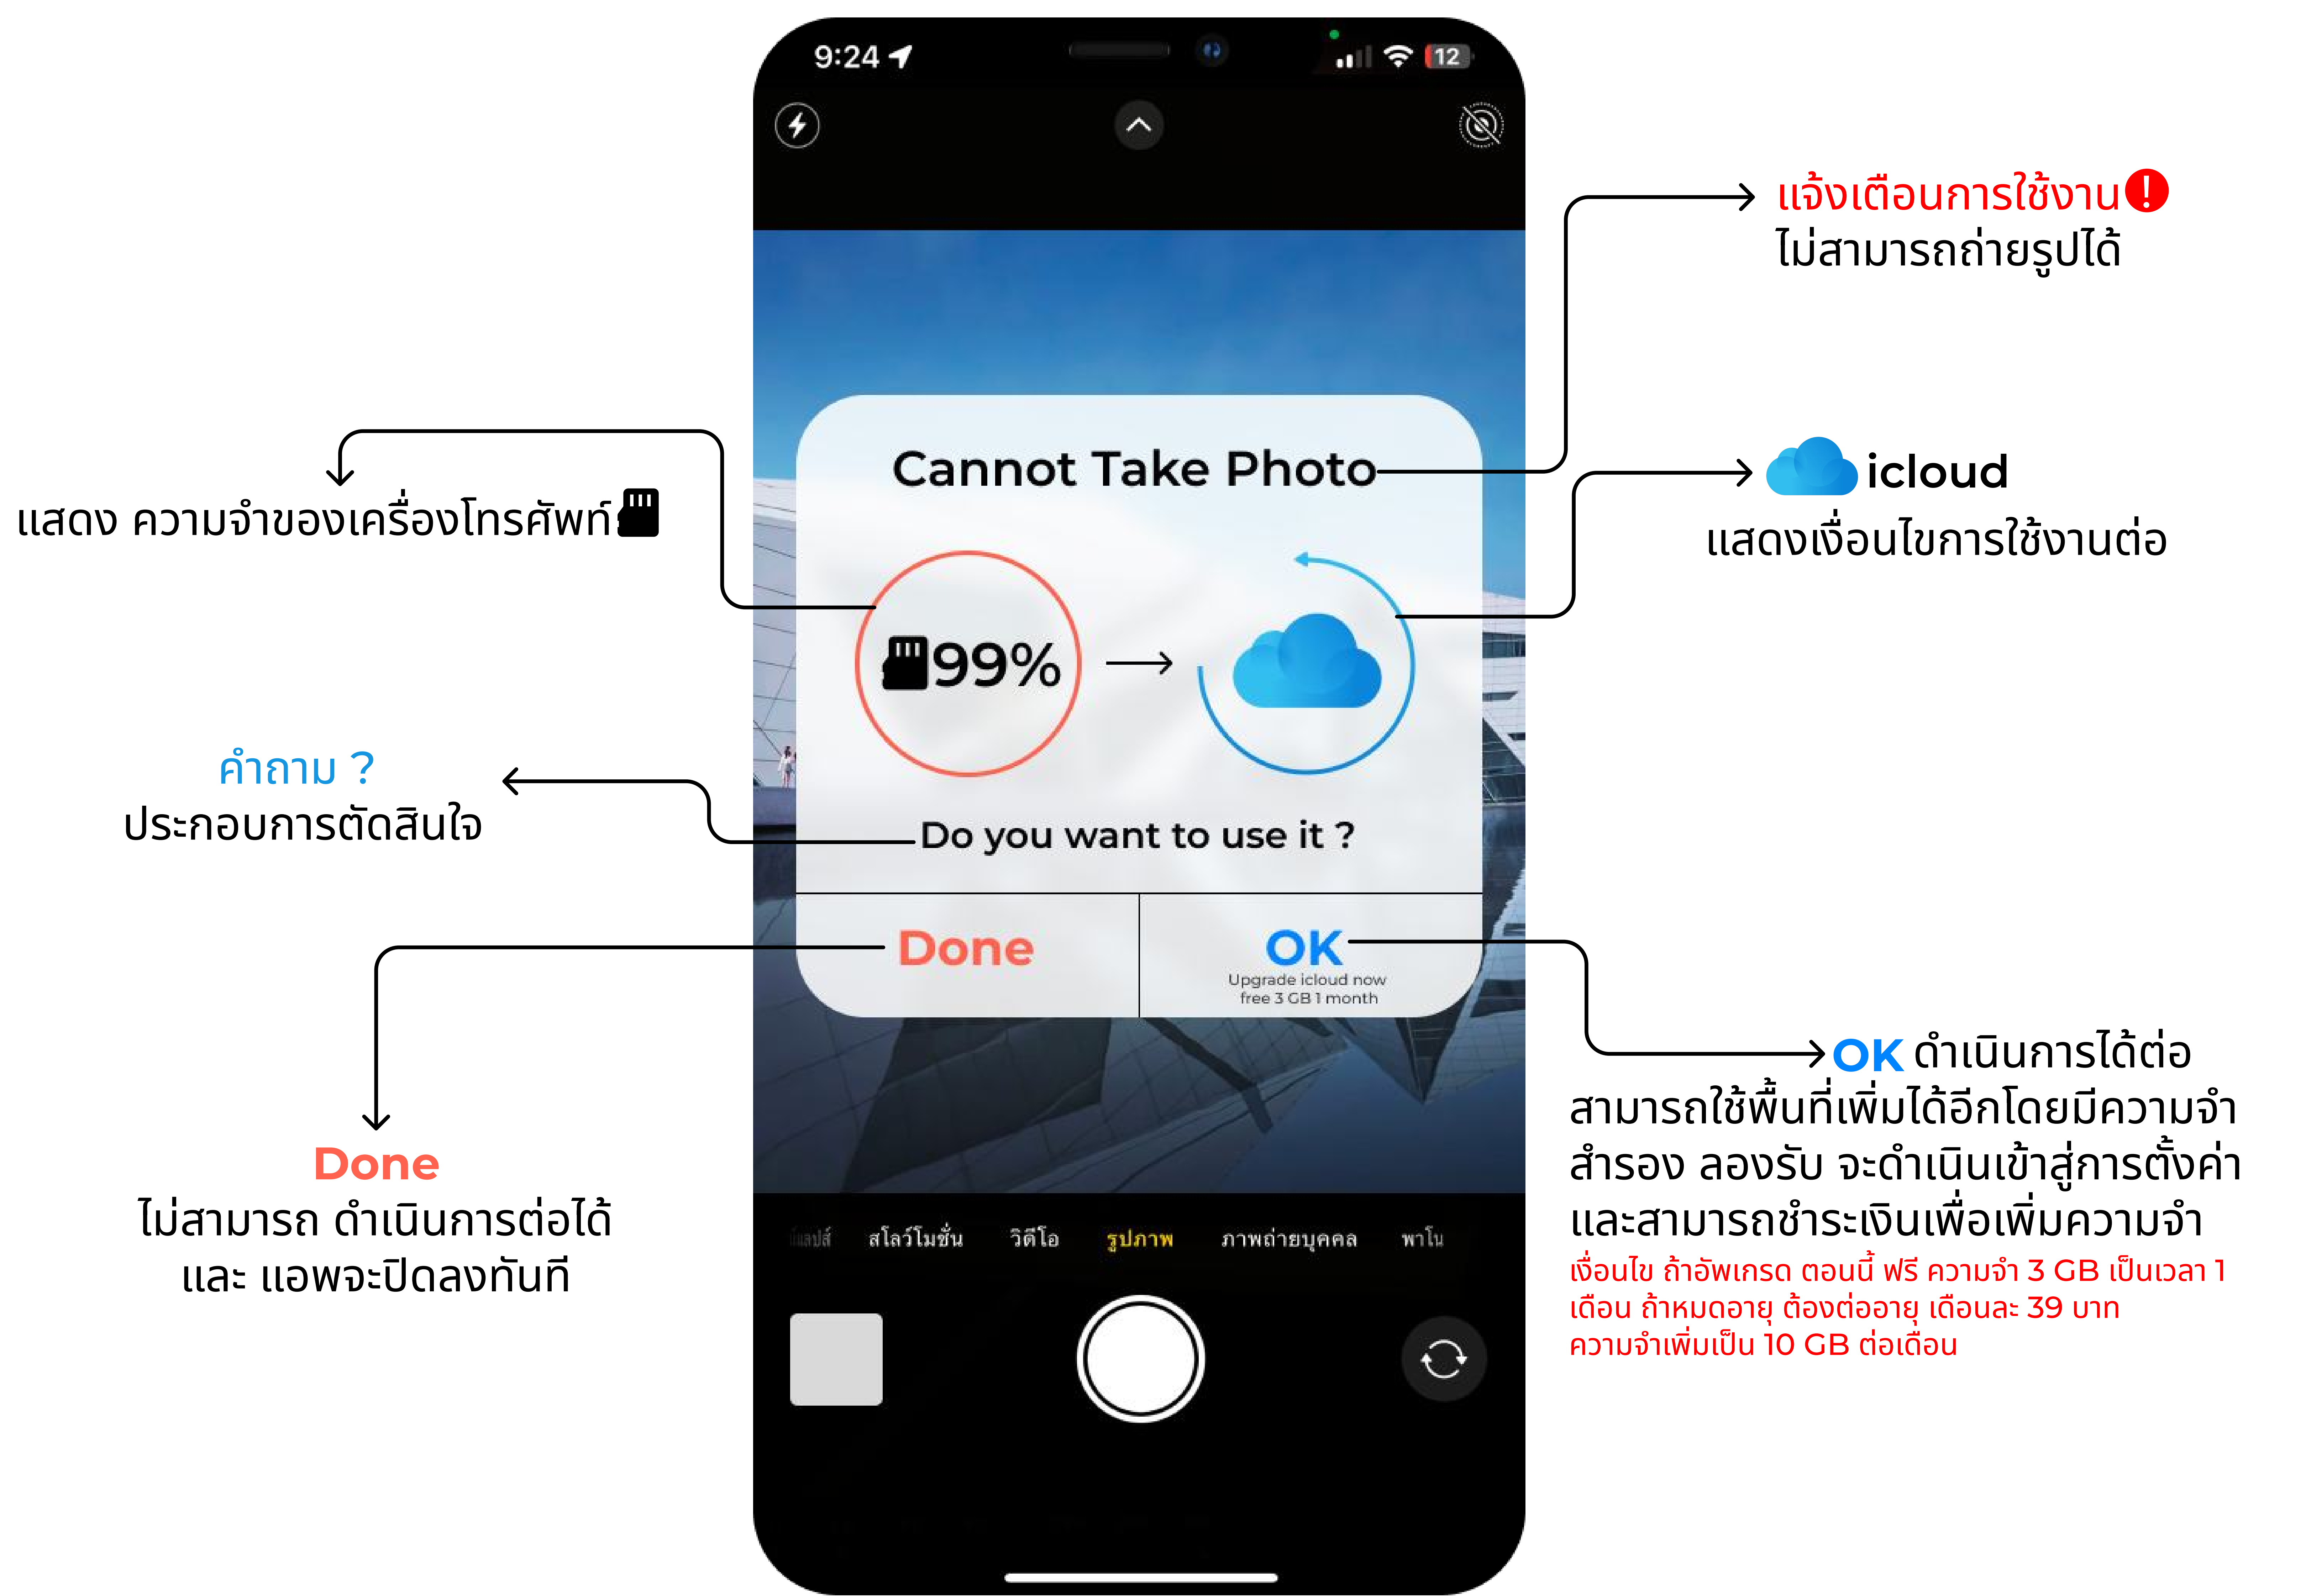 9:24
12
แจ้งเตือนการใช้งาน!
ไม่สามารถถ่ายรูปได้
Cannot Take Photo
icloud
แสดงเงื่อนไขการใช้งานต่อ
แสดง ความจำของเครื่องโทรศัพท์
99%
คำถาม ?
ประกอบการตัดสินใจ
Do you want to use it ?
Done
OK
Upgrade icloud now
free 3 GB 1 month
Done
ไม่สามารถ ดำเนินการต่อได้
และ แอพจะปิดลงทันที
OK ดำเนินการได้ต่อ
สามารถใช้พื้นที่เพิ่มได้อีกโดยมีความจำ
สำรอง ลองรับ จะดำเนินเข้าสู่การตั้งค่า
และสามารถชำระเงินเพื่อเพิ่มความจำ
เงื่อนไข ถ้าอัพเกรด ตอนนี้ ฟรี ความจำ 3 GB เป็นเวลา 1
เดือน ถ้าหมดอายุ ต้องต่ออายุ เดือนละ 39 บาท
ความจำเพิ่มเป็น 10 GB ต่อเดือน
สโลว์โมชั่น วิดีโอ รูปภาพ ภาพถ่ายบุคคล พาโน